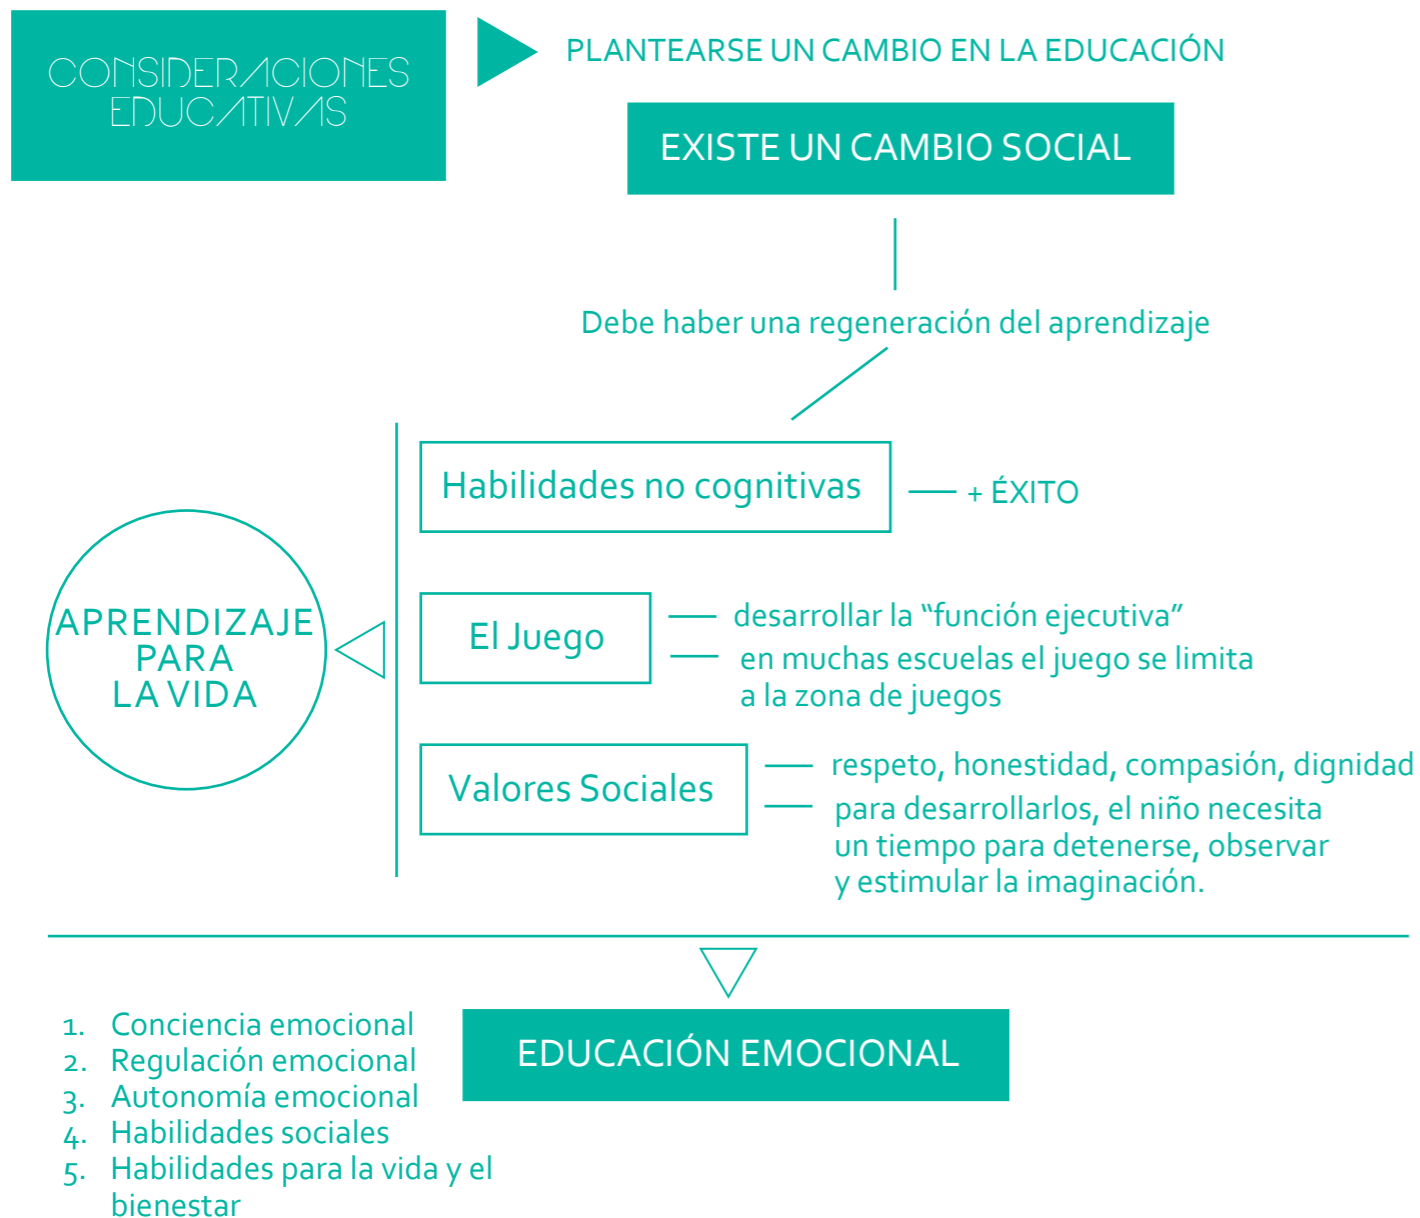 CONSIDERACIONES
EDUCATIVAS
PLANTEARSE UN CAMBIO EN LA EDUCACIÓN
EXISTE UN CAMBIO SOCIAL
Debe haber una regeneración del aprendizaje
Habilidades no cognitivas
+ ÉXITO
APRENDIZAJE
PARA
LA VIDA
El Juego
desarrollar la “función ejecutiva”
en muchas escuelas el juego se limita
a la zona de juegos
Valores Sociales
respeto, honestidad, compasión, dignidad
para desarrollarlos, el niño necesita
un tiempo para detenerse, observar
y estimular la imaginación.
EDUCACIÓN EMOCIONAL
1. Conciencia emocional
2. Regulación emocional
3. Autonomía emocional
4. Habilidades sociales
5. Habilidades para la vida y el
bienestar